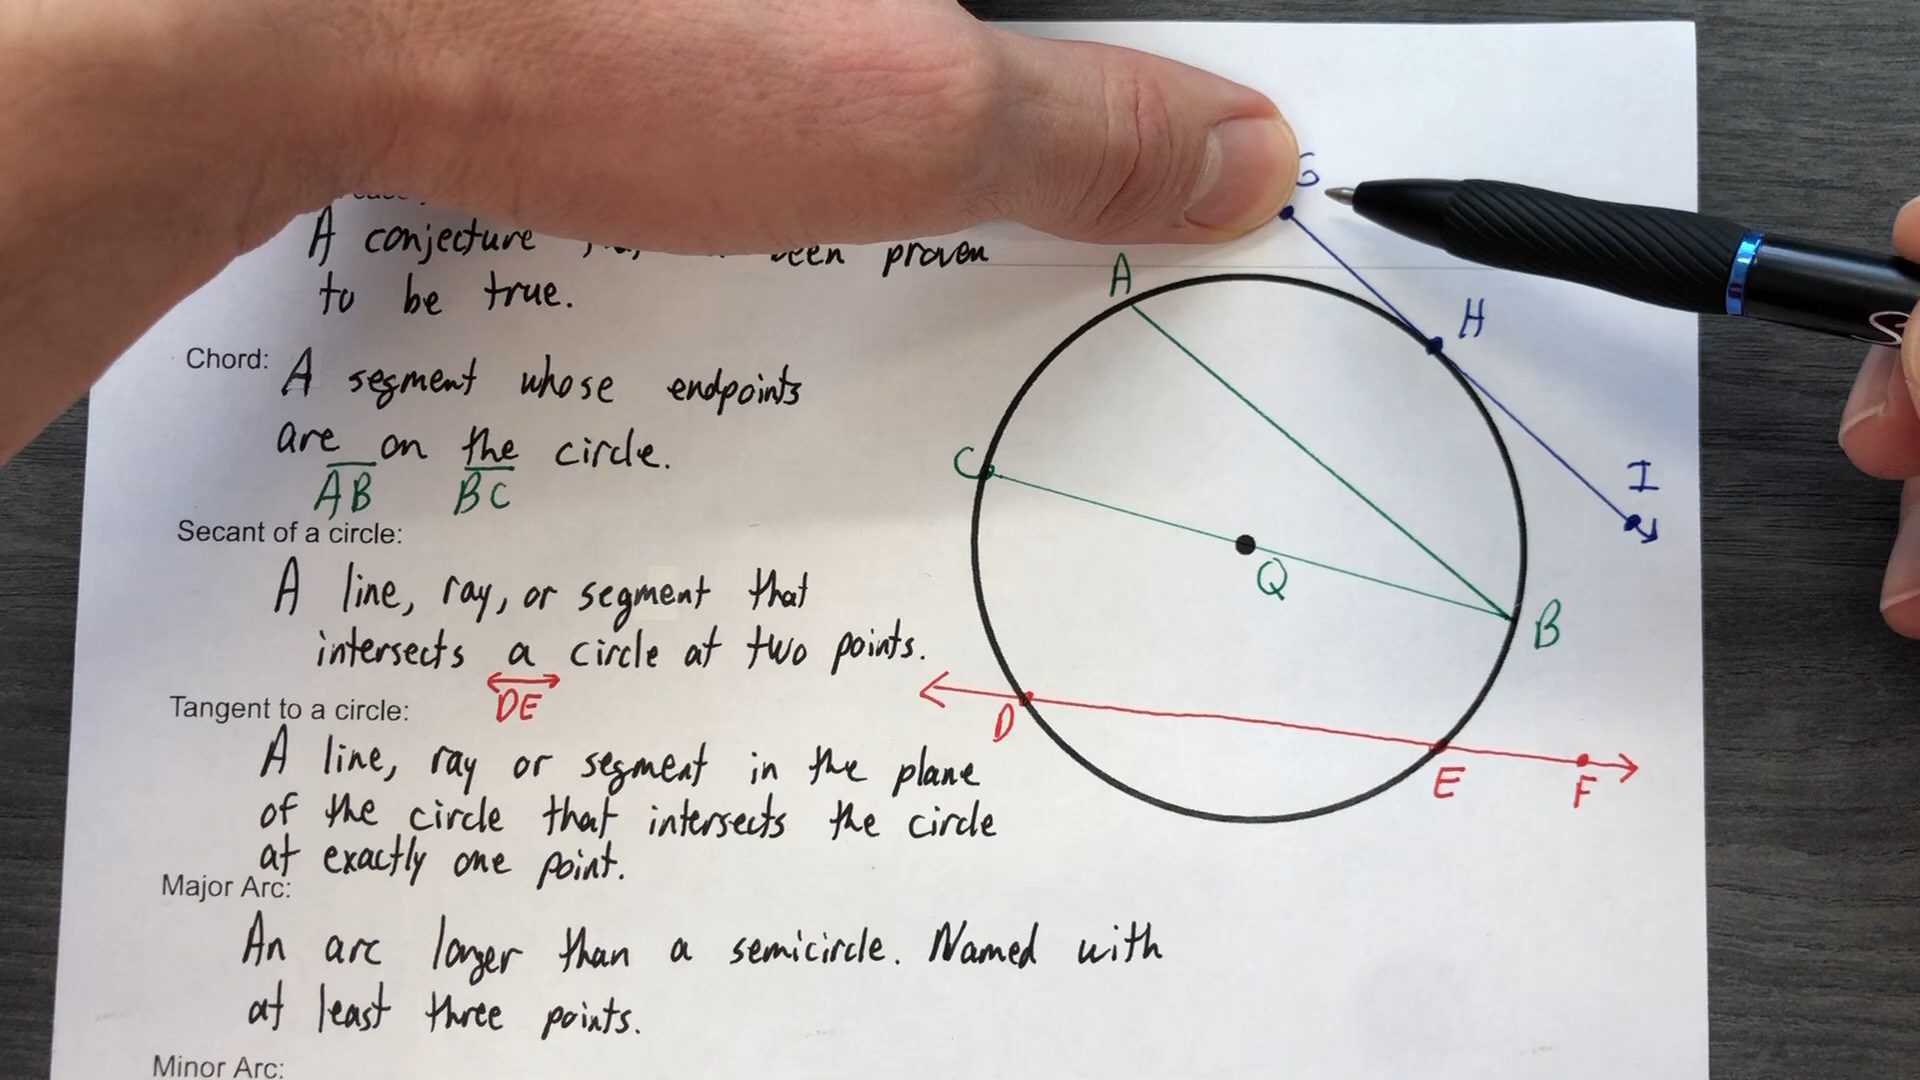 A conjecture been proven
to be true.
Chord: A segment whose endpoints
are on the circle.
AB BC
Secant of a circle:
A line, ray, or segment that
intersects a circle at two points.
DE
Tangent to a circle:
A line, ray or segment in the plane
of the circle that intersects the circle
at exactly one point.
Major Arc:
An arc larger than a semicircle. Named with
at least three points.
Minor Arc:
G
A
H
C
I
Q
B
D
E
F